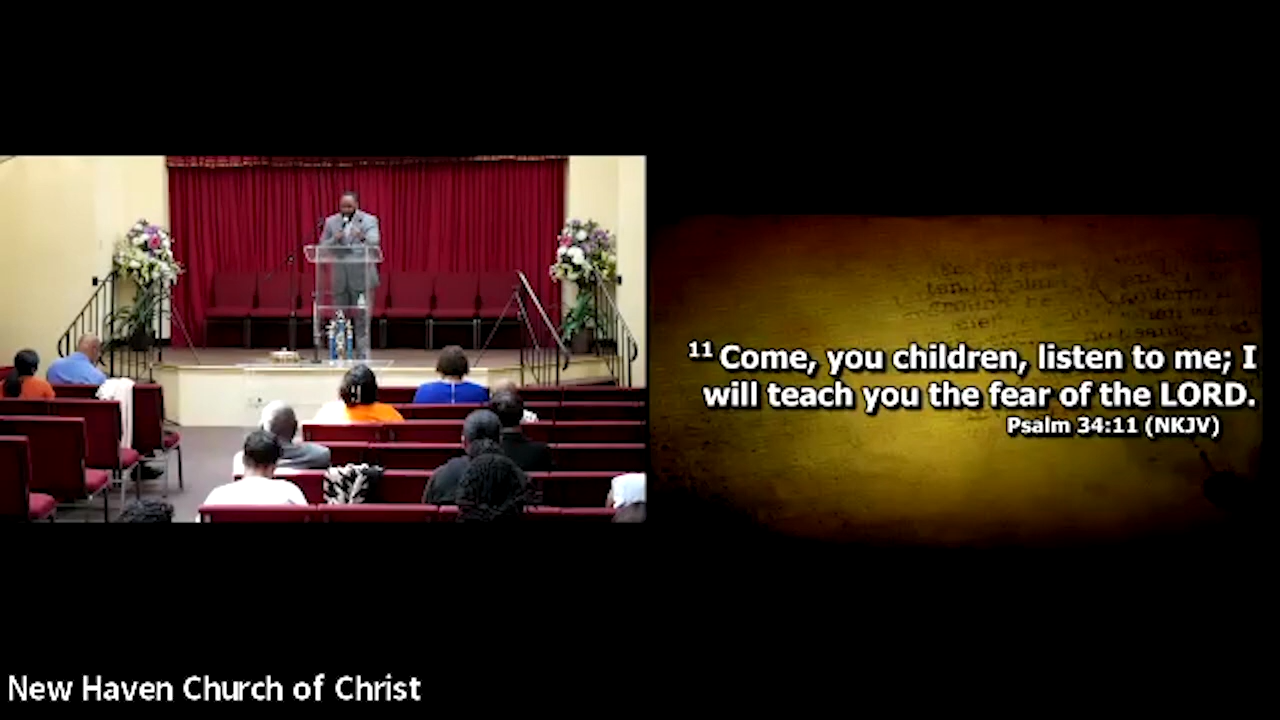 11 Come, you children, listen to me; I
will teach you the fear of the LORD.
Psalm 34:11 (NKJV)
New Haven Church of Christ